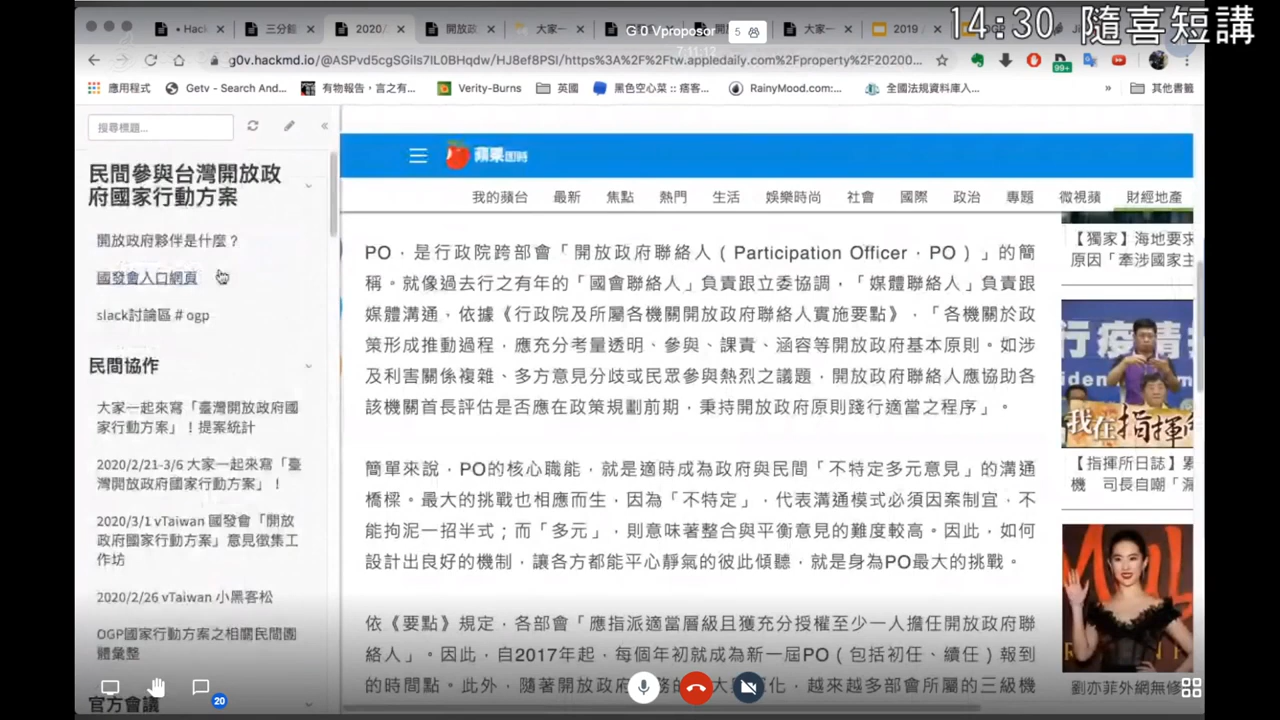 14:30 隨喜短講
三分鐘
2020/
開放政
大家一
G 0 Vproposor
5
大家一
2019
7:11:12
g0v.hackmd.io/@ASPvd5cgSGils7IL0BHqdw/HJ8ef8PSI/https%3A%2F%2Ftw.appledaily.com%2Fproperty%2F20200...
99+
應用程式
Getv - Search And...
有物報告，言之有...
Verity-Burns
英國
黑色空心菜 :: 痞客...
RainyMood.com:...
全國法規資料庫入...
»
其他書籤
搜尋標題...
民間參與台灣開放政
府國家行動方案
開放政府夥伴是什麼？
國發會入口網頁
slack討論區 # ogp
民間協作
大家一起來寫「臺灣開放政府國
家行動方案」！提案統計
2020/2/21-3/6 大家一起來寫「臺
灣開放政府國家行動方案」！
2020/3/1 vTaiwan 國發會「開放
政府國家行動方案」意見徵集工
作坊
2020/2/26 vTaiwan 小黑客松
OGP國家行動方案之相關民間團
體彙整
官方會議
20
蘋果即時
我的蘋台
最新
焦點
熱門
生活
娛樂時尚
社會
國際
政治
專題
微視蘋
財經地產
PO，是行政院跨部會「開放政府聯絡人（Participation Officer，PO）」的簡
稱。就像過去行之有年的「國會聯絡人」負責跟立委協調，「媒體聯絡人」負責跟
媒體溝通，依據《行政院及所屬各機關開放政府聯絡人實施要點》，「各機關於政
策形成推動過程，應充分考量透明、參與、課責、涵容等開放政府基本原則。如涉
及利害關係複雜、多方意見分歧或民眾參與熱烈之議題，開放政府聯絡人應協助各
該機關首長評估是否應在政策規劃前期，秉持開放政府原則踐行適當之程序」。
簡單來說，PO的核心職能，就是適時成為政府與民間「不特定多元意見」的溝通
橋樑。最大的挑戰也相應而生，因為「不特定」，代表溝通模式必須因案制宜，不
能拘泥一招半式；而「多元」，則意味著整合與平衡意見的難度較高。因此，如何
設計出良好的機制，讓各方都能平心靜氣的彼此傾聽，就是身為PO最大的挑戰。
依《要點》規定，各部會「應指派適當層級且獲充分授權至少一人擔任開放政府聯
絡人」。因此，自2017年起，每個年初就成為新一屆PO（包括初任、續任）報到
的時間點。此外，隨著開放政府 越來越多部會所屬的三級機
【獨家】海地要求
原因「牽涉國家主
我在指揮所
【指揮所日誌】累
機　司長自嘲「漏
劉亦菲外網無修